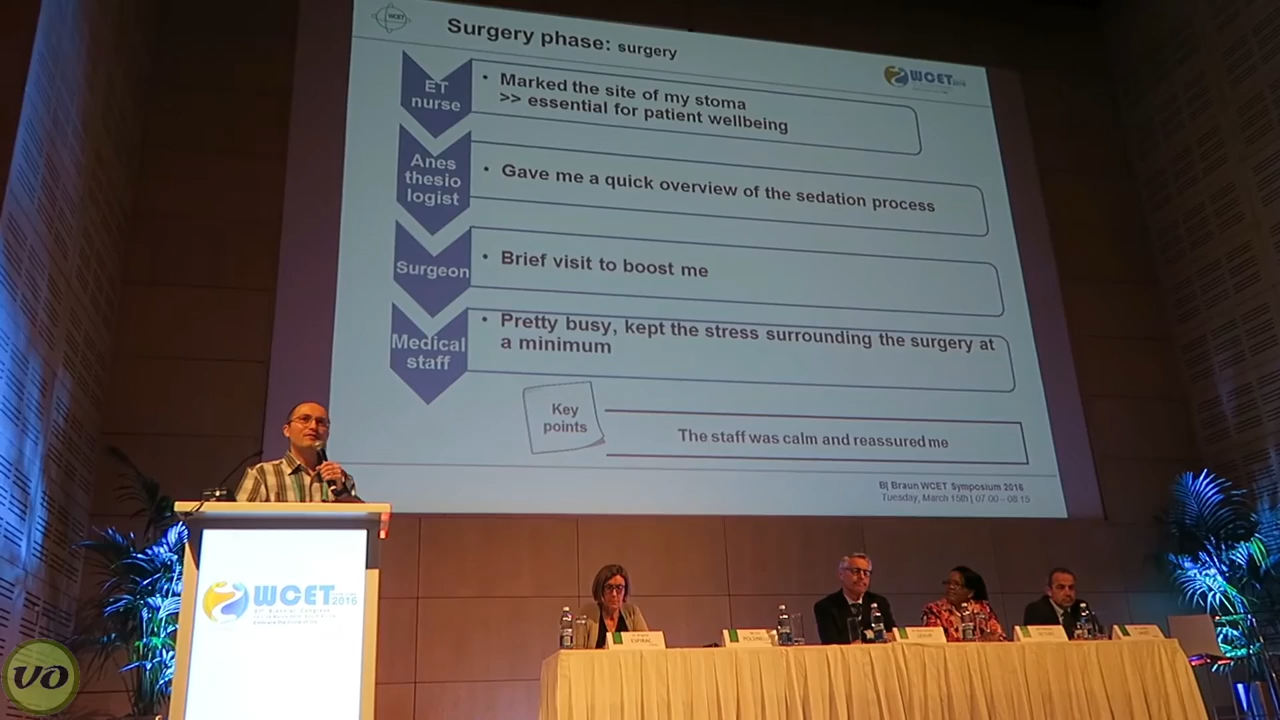 WCET
Surgery phase: surgery
WCET 2016
ET
nurse
• Marked the site of my stoma
>> essential for patient wellbeing
Anes
thesio
logist
• Gave me a quick overview of the sedation process
Surgeon
• Brief visit to boost me
Medical
staff
• Pretty busy, kept the stress surrounding the surgery at
a minimum
Key
points
The staff was calm and reassured me
B| Braun WCET Symposium 2016
Tuesday, March 15th | 07:00 – 08:15
WCET
2016
EVFIRAC
vo